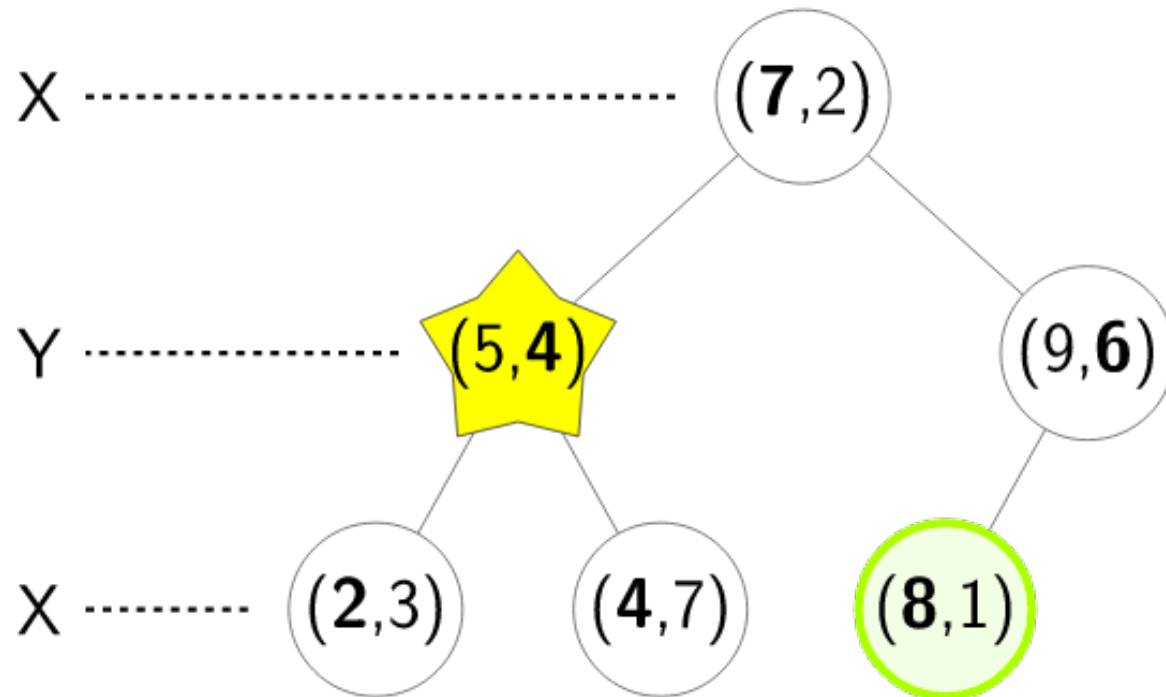 X (7,2)
Y (5,4) (9,6)
X (2,3) (4,7) (8,1)